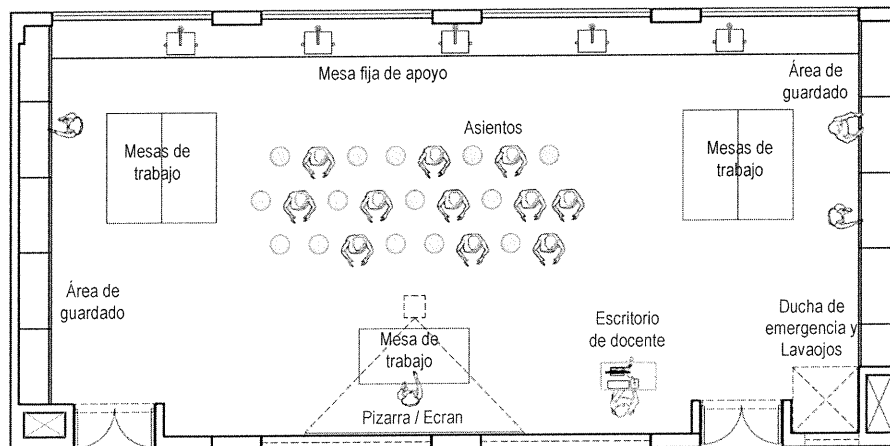 Mesa fija de apoyo
Área de
guardado
Asientos
Mesas de
trabajo
Mesas de
trabajo
Área de
guardado
Escritorio
de docente
Ducha de
emergencia y
Lavaojos
Mesa de
trabajo
Pizarra / Ecran